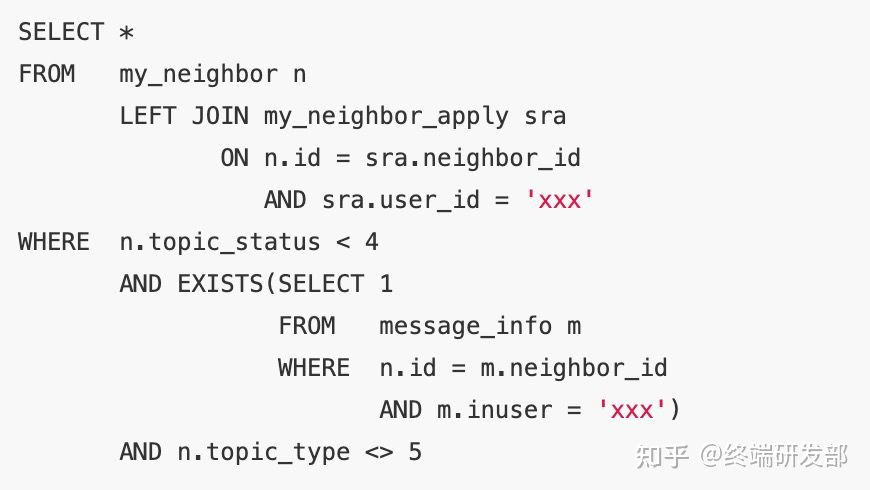 SELECT *
FROM   my_neighbor n
       LEFT JOIN my_neighbor_apply sra
              ON n.id = sra.neighbor_id
                 AND sra.user_id = 'xxx'
WHERE  n.topic_status < 4
       AND EXISTS(SELECT 1
                  FROM   message_info m
                  WHERE  n.id = m.neighbor_id
                         AND m.inuser = 'xxx')
       AND n.topic_type <> 5
知乎 @终端研发部